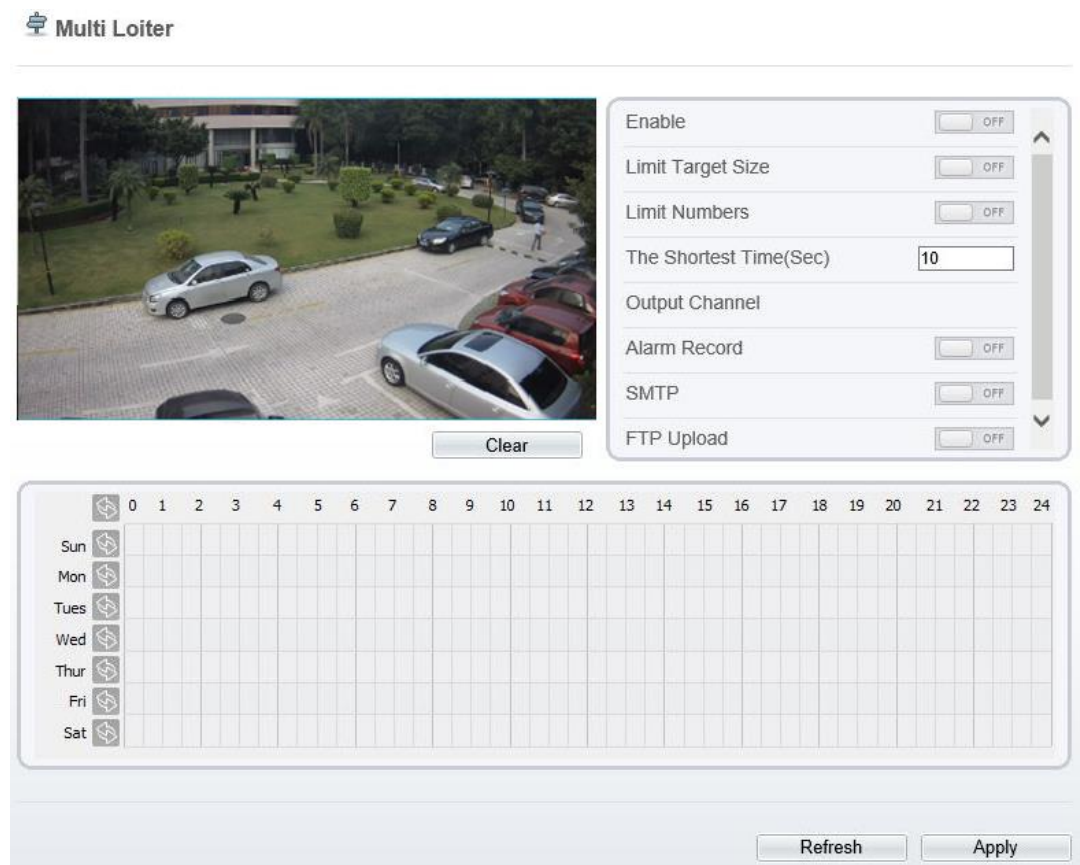 Multi Loiter
Enable OFF
Limit Target Size OFF
Limit Numbers OFF
The Shortest Time(Sec) 10
Output Channel
Alarm Record OFF
SMTP OFF
FTP Upload OFF
Clear
0 1 2 3 4 5 6 7 8 9 10 11 12 13 14 15 16 17 18 19 20 21 22 23 24
Sun
Mon
Tues
Wed
Thur
Fri
Sat
Refresh Apply